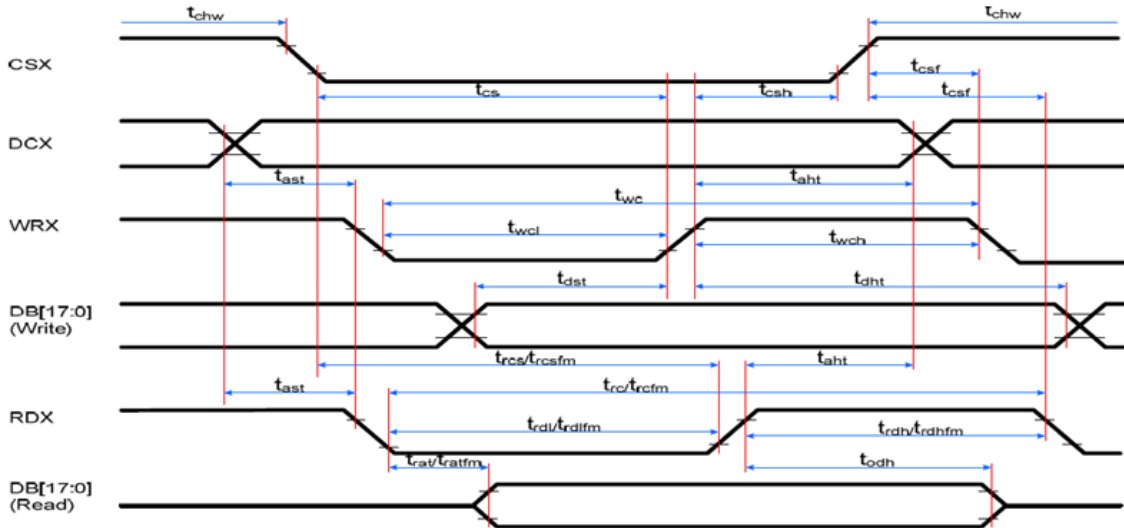 tchw tchw
CSX
tcsf
tcs tcsh
tcsf
DCX
tast taht
twc
WRX
twcl twch
tdst tdht
DB[17:0]
(Write)
trcs/trcsfm taht
tast trc/trcfm
RDX
trdl/trdlfm trdh/trdhfm
trat/tratfm todh
DB[17:0]
(Read)